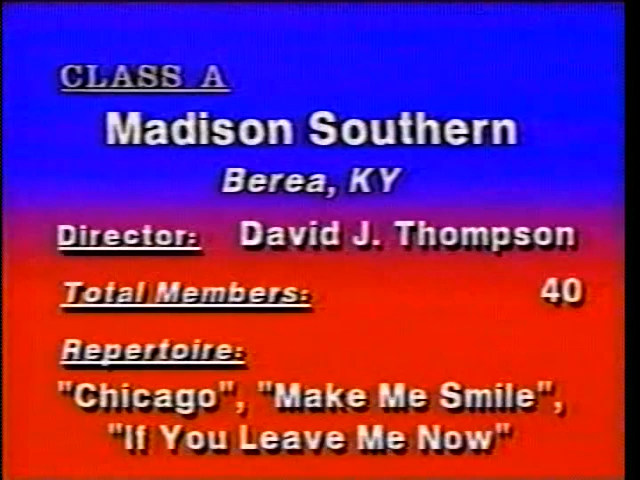 CLASS A
Madison Southern
Berea, KY
Director: David J. Thompson
Total Members: 40
Repertoire:
"Chicago", "Make Me Smile",
"If You Leave Me Now"